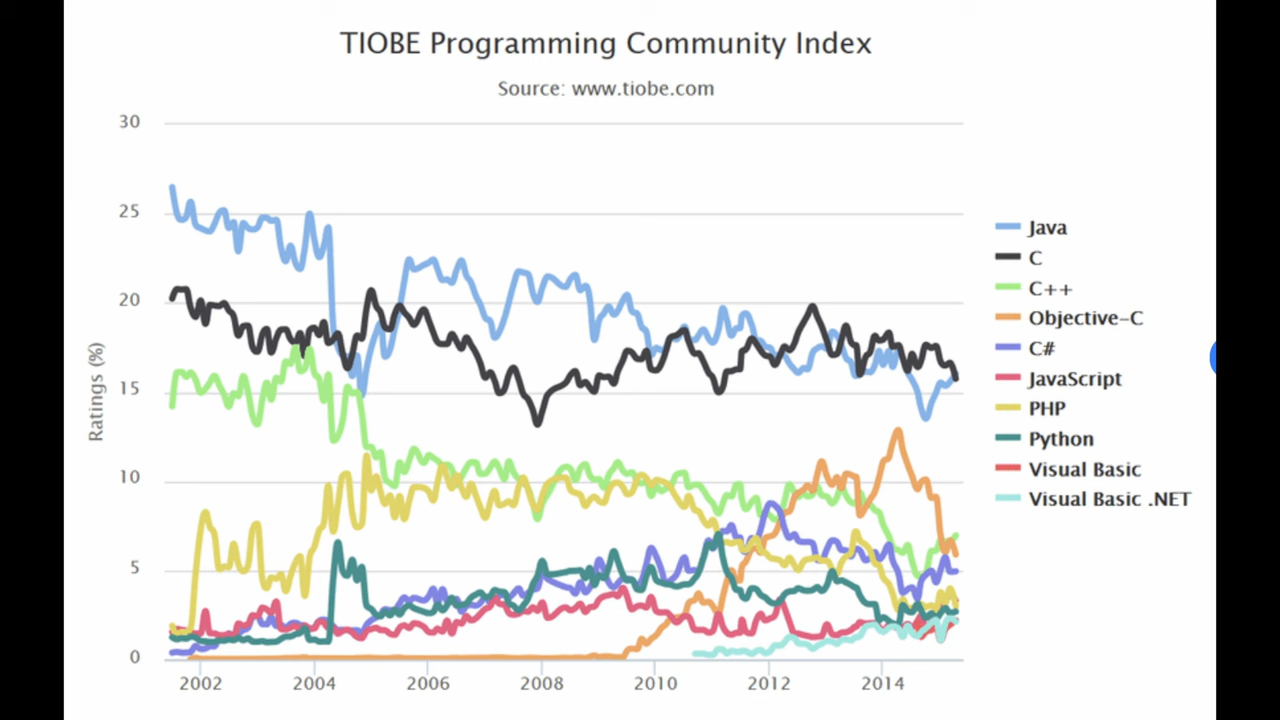 TIOBE Programming Community Index
Source: www.tiobe.com
30
25
20
15
10
5
0
Ratings (%)
2002 2004 2006 2008 2010 2012 2014
Java
C
C++
Objective-C
C#
JavaScript
PHP
Python
Visual Basic
Visual Basic .NET